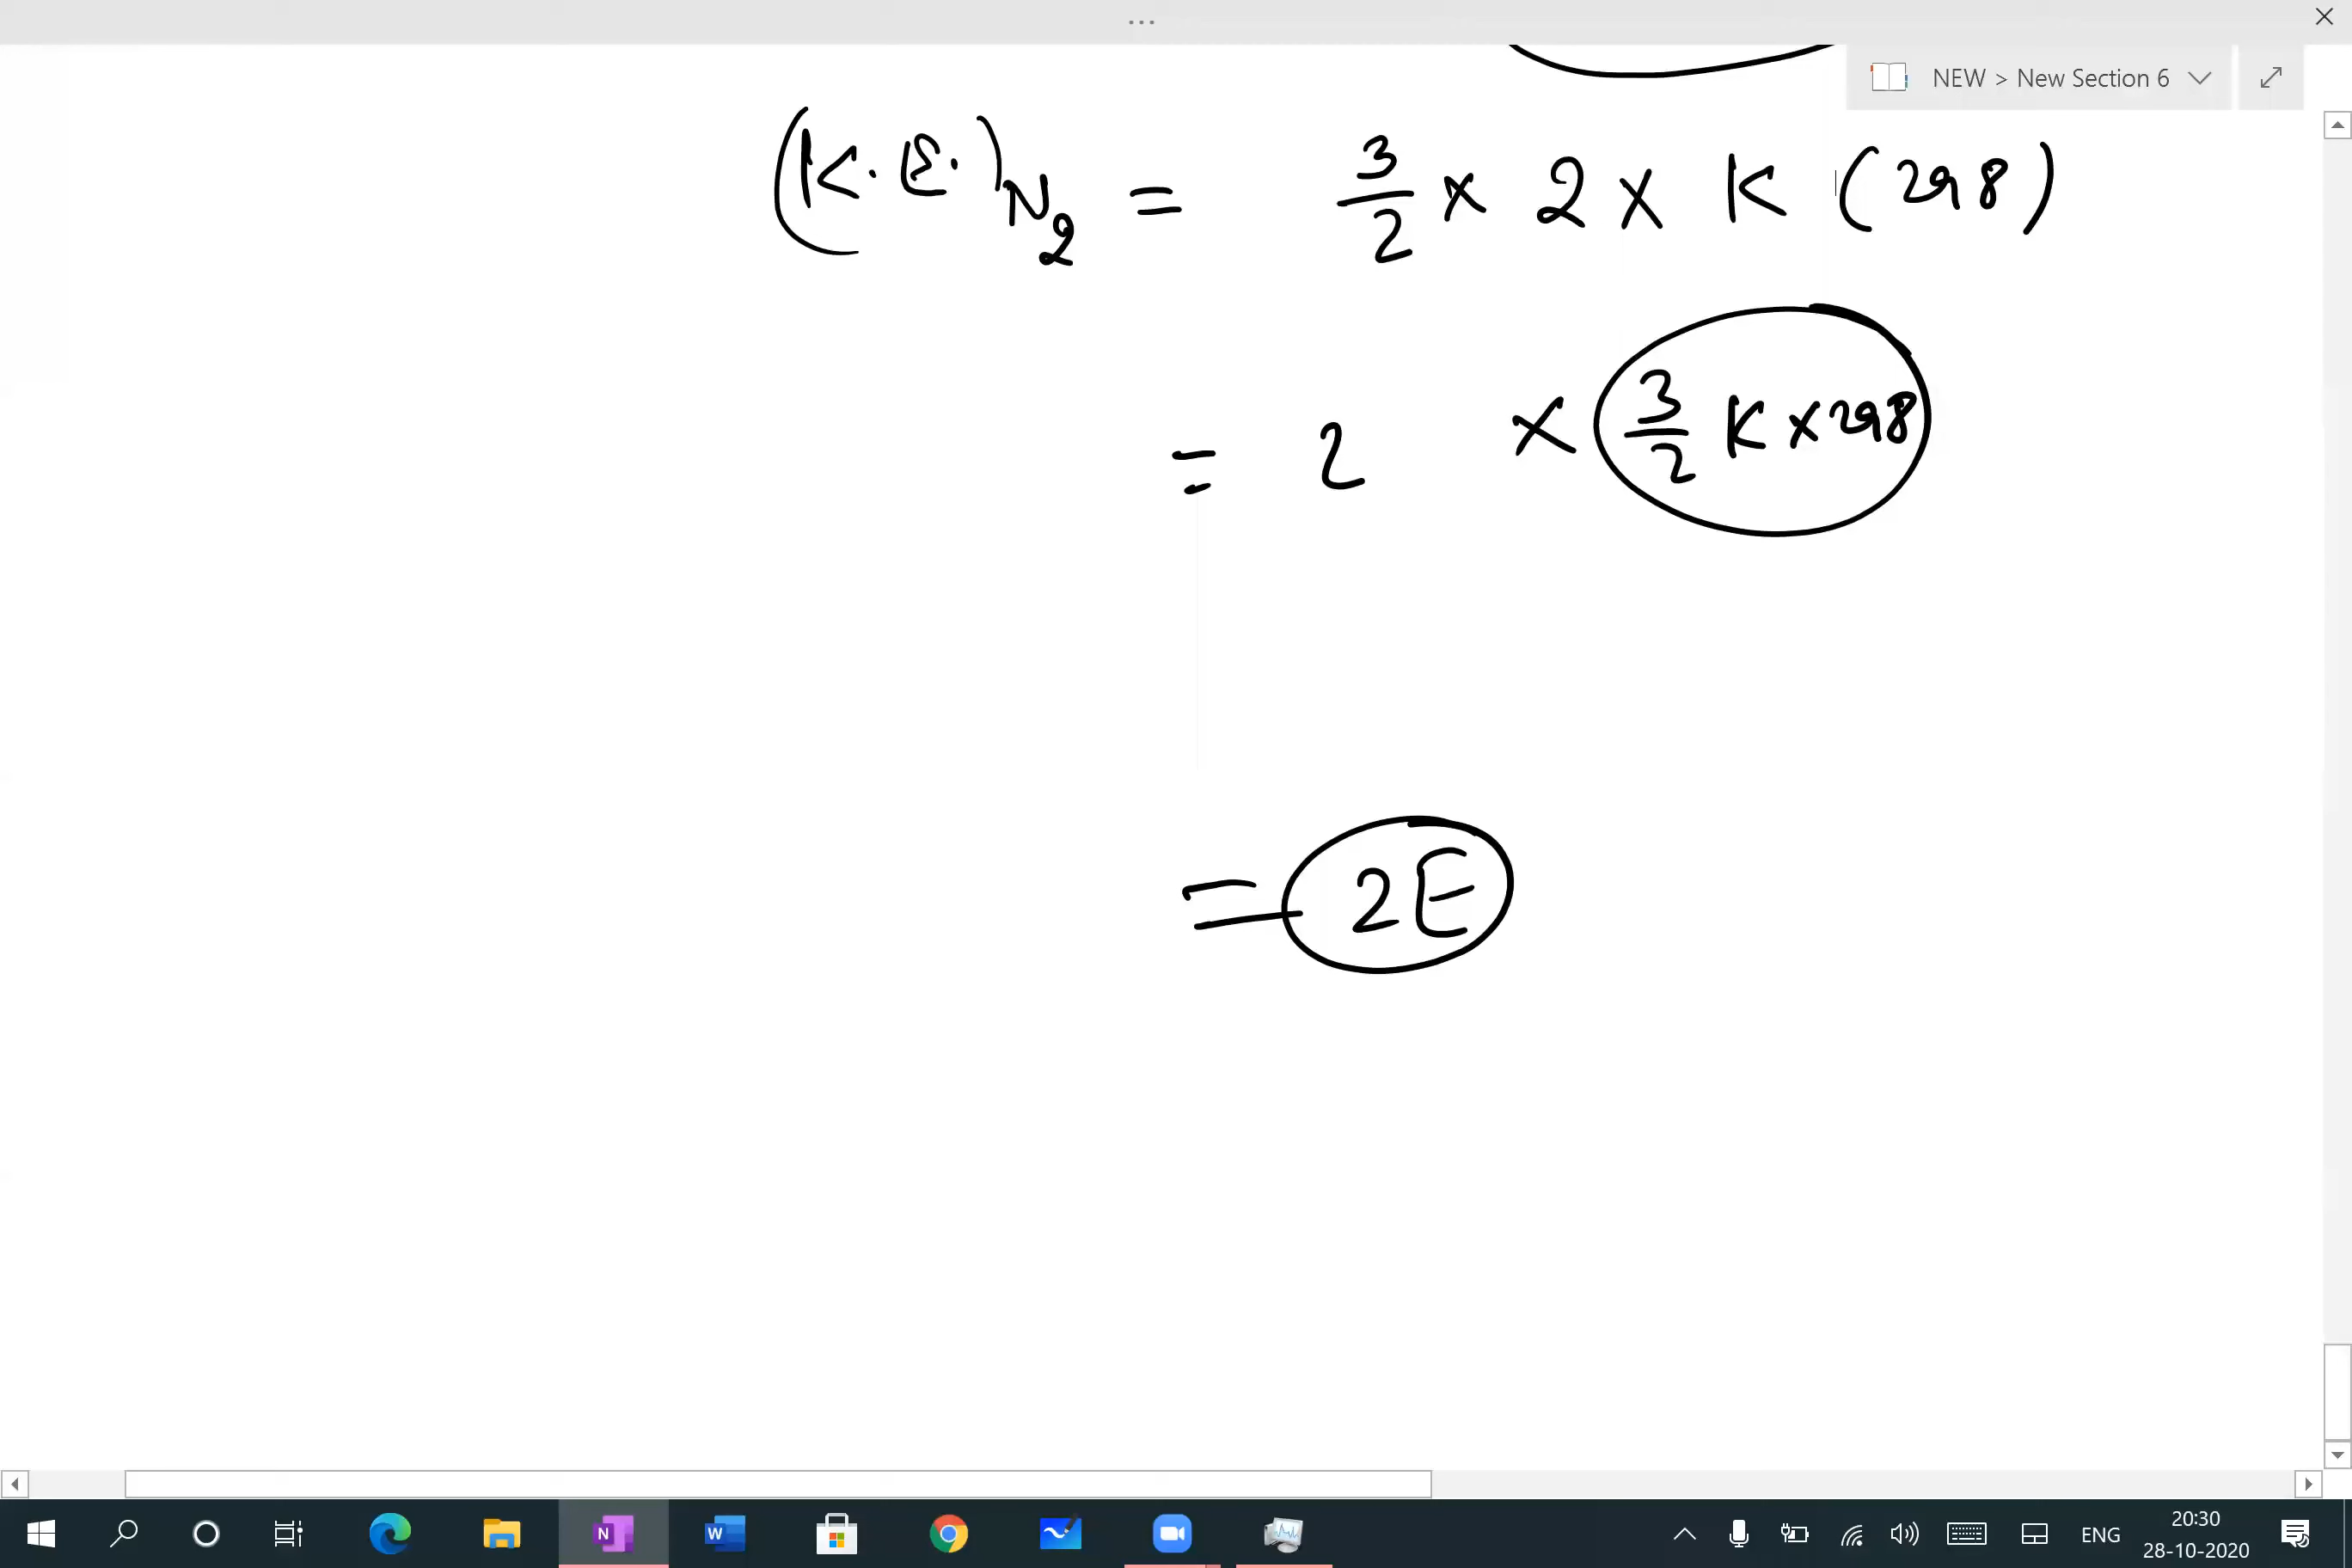 NEW > New Section 6
(K.E.)N₂ = 3/2 × 2 × K (298)
= 2 × 3/2 K × 298
= 2E
ENG
20:30
28-10-2020